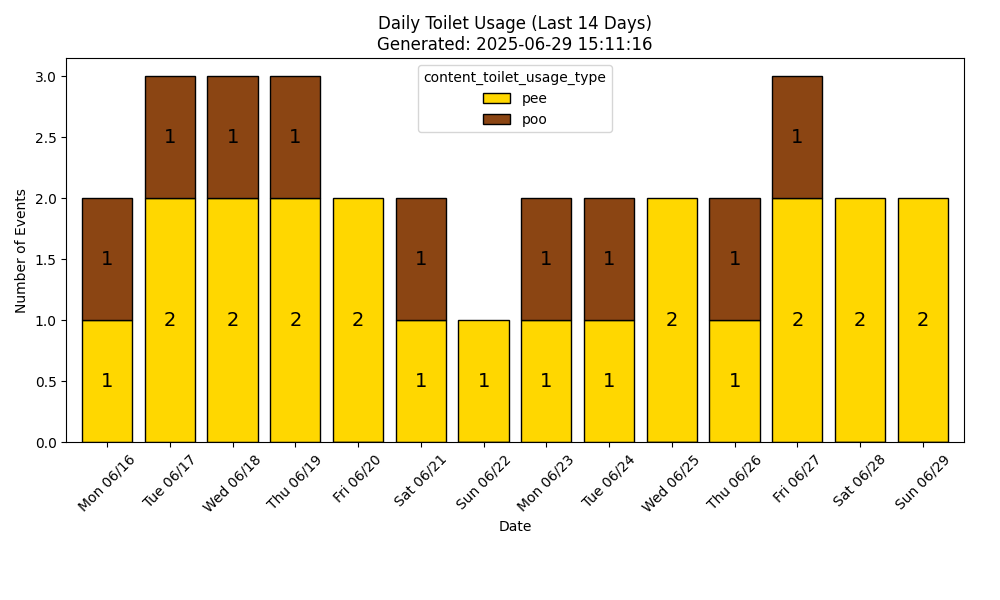 Daily Toilet Usage (Last 14 Days)
Generated: 2025-06-29 15:11:16
content_toilet_usage_type
pee
poo
Number of Events
3.0
2.5
2.0
1.5
1.0
0.5
0.0
1 1 1 1
1 1 1 1 1
2 2 2 2 2 2 2 2
1 1 1 1 1 1
Mon 06/16 Tue 06/17 Wed 06/18 Thu 06/19 Fri 06/20 Sat 06/21 Sun 06/22 Mon 06/23 Tue 06/24 Wed 06/25 Thu 06/26 Fri 06/27 Sat 06/28 Sun 06/29
Date